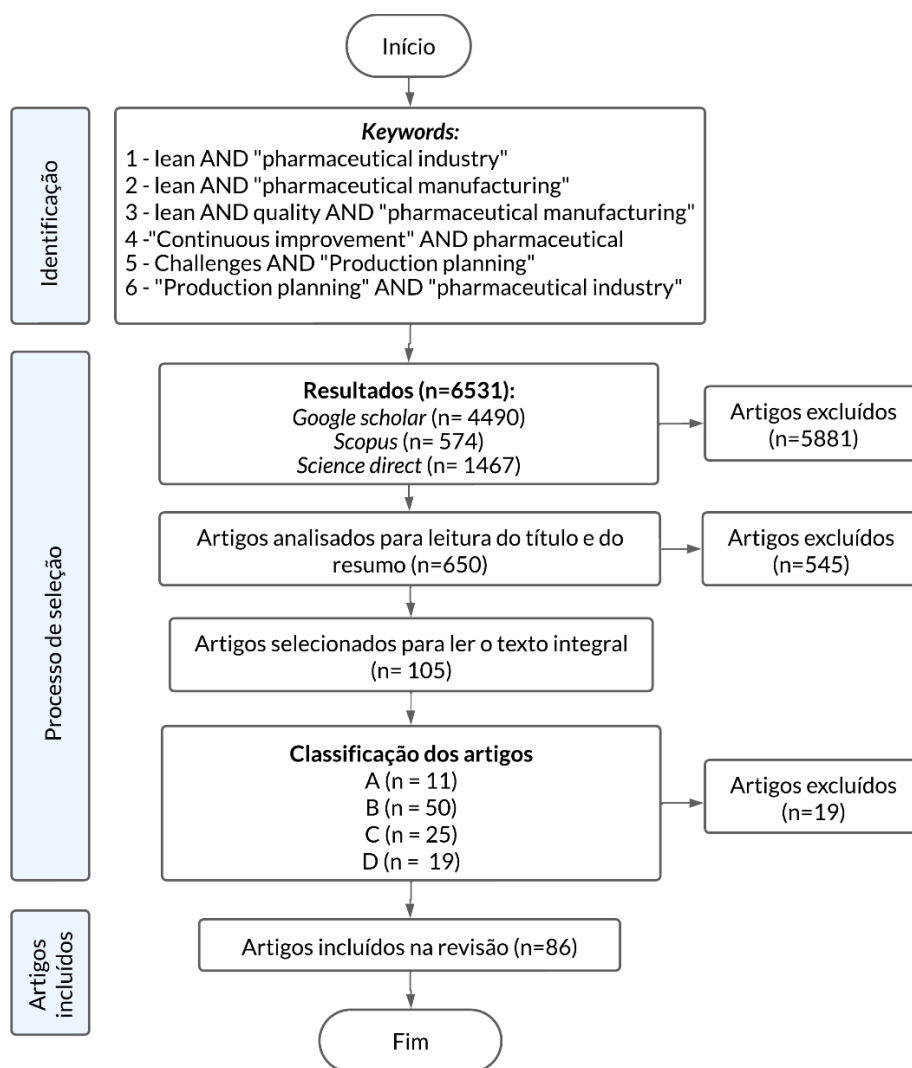 Início
Identificação
Keywords:
1 - lean AND "pharmaceutical industry"
2 - lean AND "pharmaceutical manufacturing"
3 - lean AND quality AND "pharmaceutical manufacturing"
4 -"Continuous improvement" AND pharmaceutical
5 - Challenges AND "Production planning"
6 - "Production planning" AND "pharmaceutical industry"
Processo de seleção
Resultados (n=6531):
Google scholar (n= 4490)
Scopus (n= 574)
Science direct (n= 1467)
Artigos excluídos
(n=5881)
Artigos analisados para leitura do título e do
resumo (n=650)
Artigos excluídos
(n=545)
Artigos selecionados para ler o texto integral
(n= 105)
Classificação dos artigos
A (n = 11)
B (n = 50)
C (n = 25)
D (n = 19)
Artigos excluídos
(n=19)
Artigos
incluídos
Artigos incluídos na revisão (n=86)
Fim